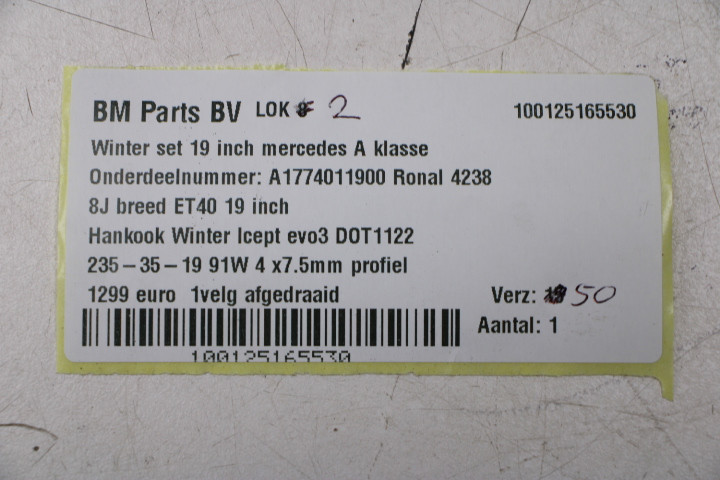 BM Parts BV LOK 2 100125165530
Winter set 19 inch mercedes A klasse
Onderdeelnummer: A1774011900 Ronal 4238
8J breed ET40 19 inch
Hankook Winter Icept evo3 DOT1122
235-35-19 91W 4 x7.5mm profiel
1299 euro 1velg afgedraaid Verz: 50
Aantal: 1
100125165530